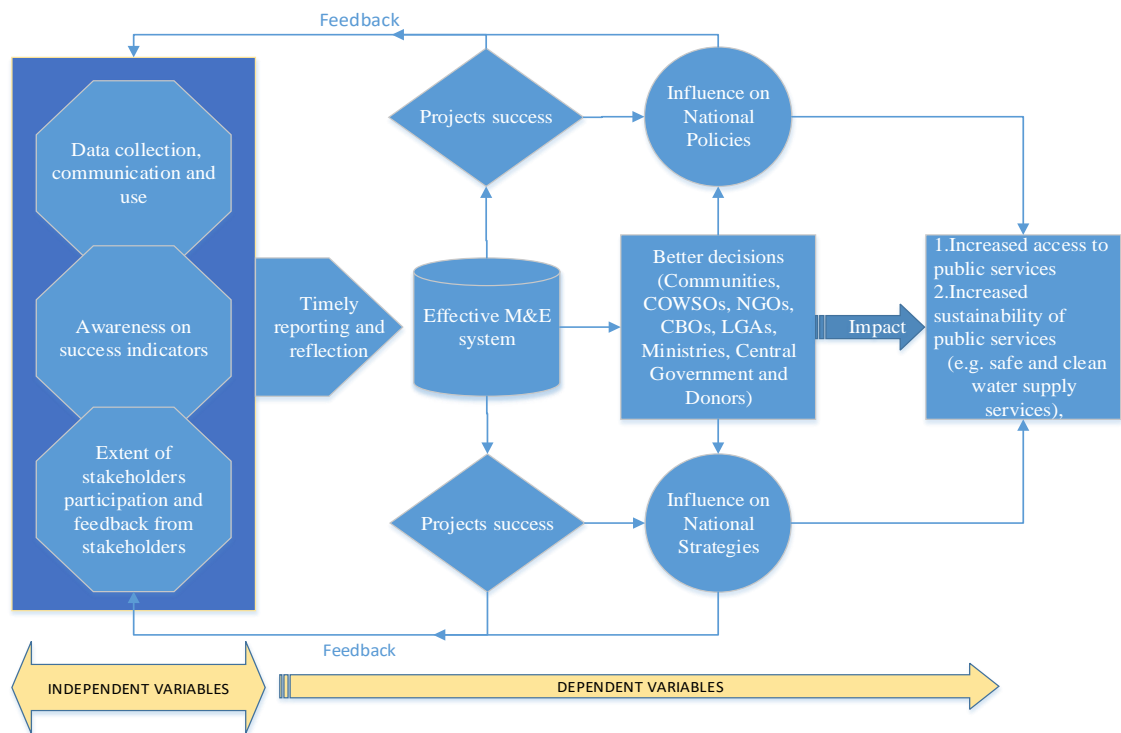 Feedback
Data collection,
communication and
use
Awareness on
success indicators
Extent of
stakeholders
participation and
feedback from
stakeholders
Timely
reporting and
reflection
Projects success
Effective M&E
system
Projects success
Influence on
National
Policies
Better decisions
(Communities,
COWSOs, NGOs,
CBOs, LGAs,
Ministries, Central
Government and
Donors)
Influence on
National
Strategies
Impact
1.Increased access to
public services
2.Increased
sustainability of
public services
(e.g. safe and clean
water supply
services),
Feedback
INDEPENDENT VARIABLES
DEPENDENT VARIABLES